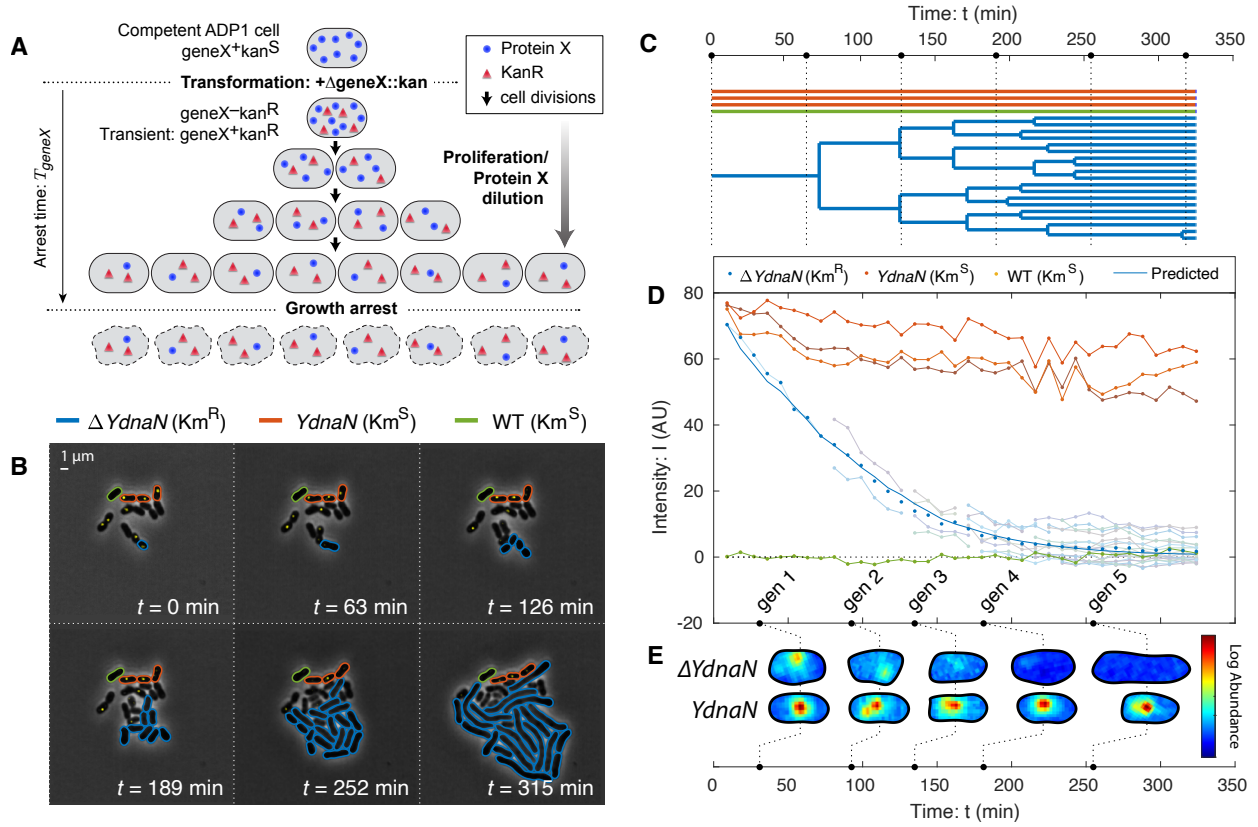 A
Competent ADP1 cell
geneX⁺kanˢ
Transformation: +ΔgeneX::kan
geneX–kanᴿ
Transient: geneX⁺kanᴿ
Arrest time: T_geneX
Protein X
KanR
cell divisions
Proliferation/
Protein X
dilution
Growth arrest
ΔYdnaN (Kmᴿ) YdnaN (Kmˢ) WT (Kmˢ)
B
1 μm
t = 0 min t = 63 min t = 126 min
t = 189 min t = 252 min t = 315 min
C
Time: t (min)
0 50 100 150 200 250 300 350
D
ΔYdnaN (Kmᴿ) YdnaN (Kmˢ) WT (Kmˢ) Predicted
Intensity: I (AU)
80
60
40
20
0
-20
gen 1 gen 2 gen 3 gen 4 gen 5
E
ΔYdnaN
YdnaN
Log Abundance
0 50 100 150 200 250 300 350
Time: t (min)